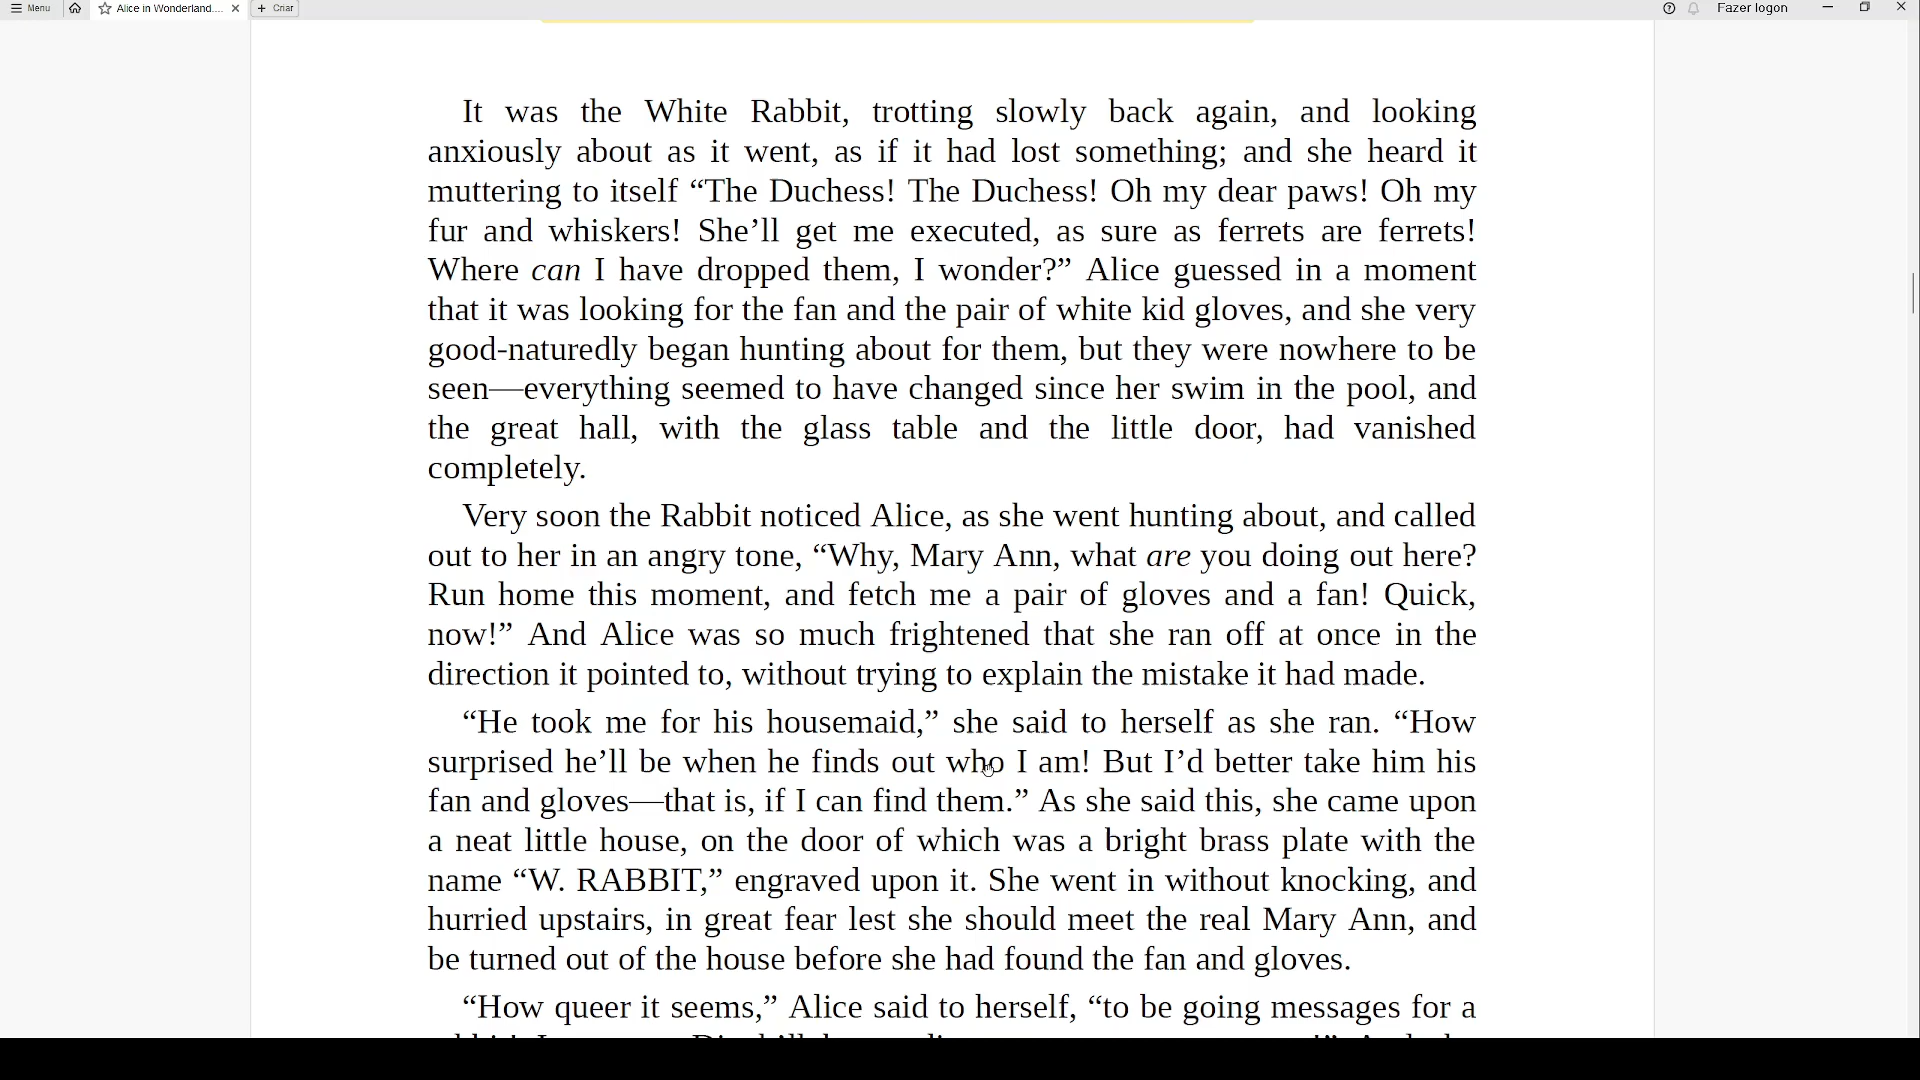 Menu
Alice in Wonderland....
+ Criar
Fazer logon
It was the White Rabbit, trotting slowly back again, and looking
anxiously about as it went, as if it had lost something; and she heard it
muttering to itself “The Duchess! The Duchess! Oh my dear paws! Oh my
fur and whiskers! She’ll get me executed, as sure as ferrets are ferrets!
Where can I have dropped them, I wonder?” Alice guessed in a moment
that it was looking for the fan and the pair of white kid gloves, and she very
good-naturedly began hunting about for them, but they were nowhere to be
seen—everything seemed to have changed since her swim in the pool, and
the great hall, with the glass table and the little door, had vanished
completely.
Very soon the Rabbit noticed Alice, as she went hunting about, and called
out to her in an angry tone, “Why, Mary Ann, what are you doing out here?
Run home this moment, and fetch me a pair of gloves and a fan! Quick,
now!” And Alice was so much frightened that she ran off at once in the
direction it pointed to, without trying to explain the mistake it had made.
“He took me for his housemaid,” she said to herself as she ran. “How
surprised he’ll be when he finds out who I am! But I’d better take him his
fan and gloves—that is, if I can find them.” As she said this, she came upon
a neat little house, on the door of which was a bright brass plate with the
name “W. RABBIT,” engraved upon it. She went in without knocking, and
hurried upstairs, in great fear lest she should meet the real Mary Ann, and
be turned out of the house before she had found the fan and gloves.
“How queer it seems,” Alice said to herself, “to be going messages for a